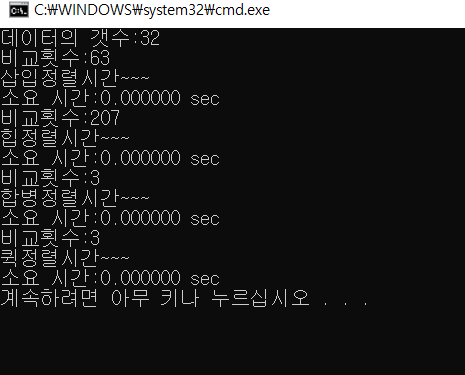 C:₩WINDOWS₩system32₩cmd.exe
데이터의 갯수:32
비교횟수:63
삽입정렬시간~~~
소요 시간:0.000000 sec
비교횟수:207
힙정렬시간~~~
소요 시간:0.000000 sec
비교횟수:3
합병정렬시간~~~
소요 시간:0.000000 sec
비교횟수:3
퀵정렬시간~~~
소요 시간:0.000000 sec
계속하려면 아무 키나 누르십시오 . . .